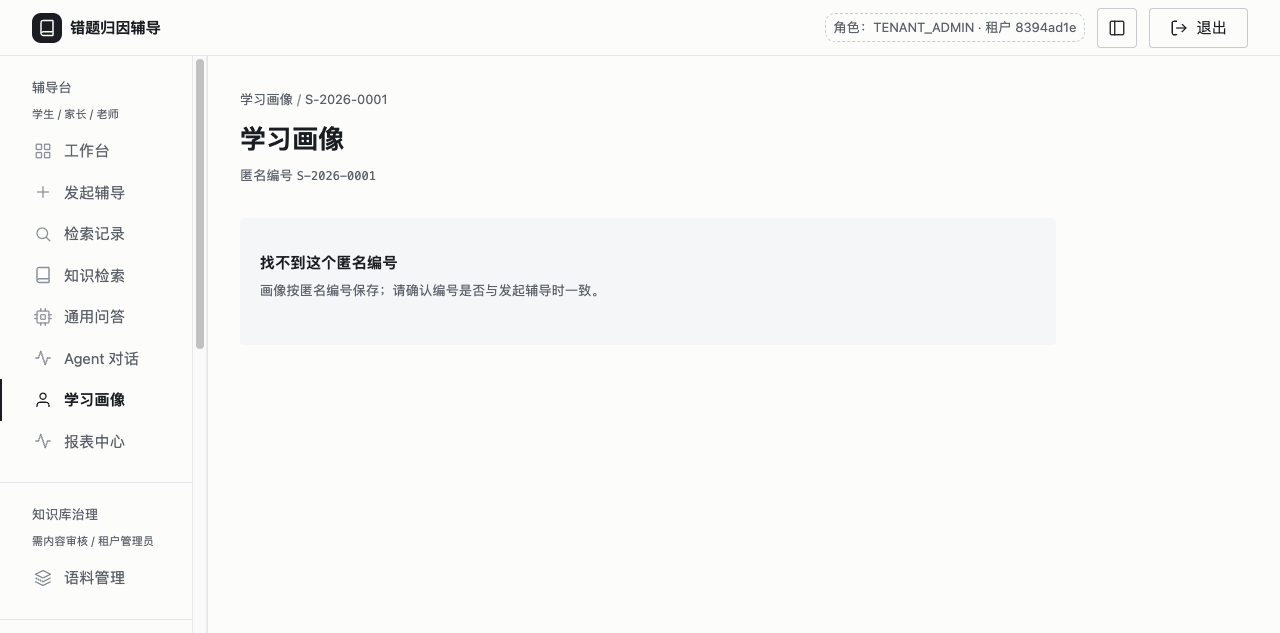 错题归因辅导
角色：TENANT_ADMIN · 租户 8394ad1e
退出
辅导台
学生 / 家长 / 老师
工作台
发起辅导
检索记录
知识检索
通用问答
Agent 对话
学习画像
报表中心
知识库治理
需内容审核 / 租户管理员
语料管理
学习画像 / S-2026-0001
学习画像
匿名编号 S-2026-0001
找不到这个匿名编号
画像按匿名编号保存；请确认编号是否与发起辅导时一致。